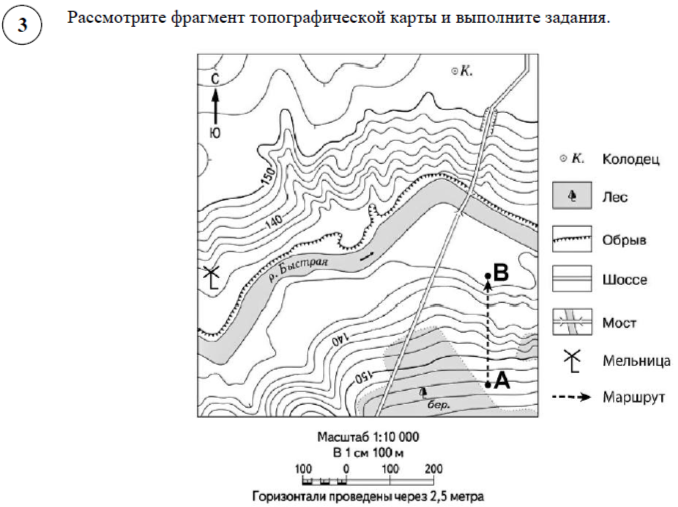 3
Рассмотрите фрагмент топографической карты и выполните задания.
С
Ю
К.
150
140
р. Быстрая
В
140
150
А
бер.
К. Колодец
Лес
Обрыв
Шоссе
Мост
Мельница
Маршрут
Масштаб 1:10 000
В 1 см 100 м
100 0 100 200
Горизонтали проведены через 2,5 метра